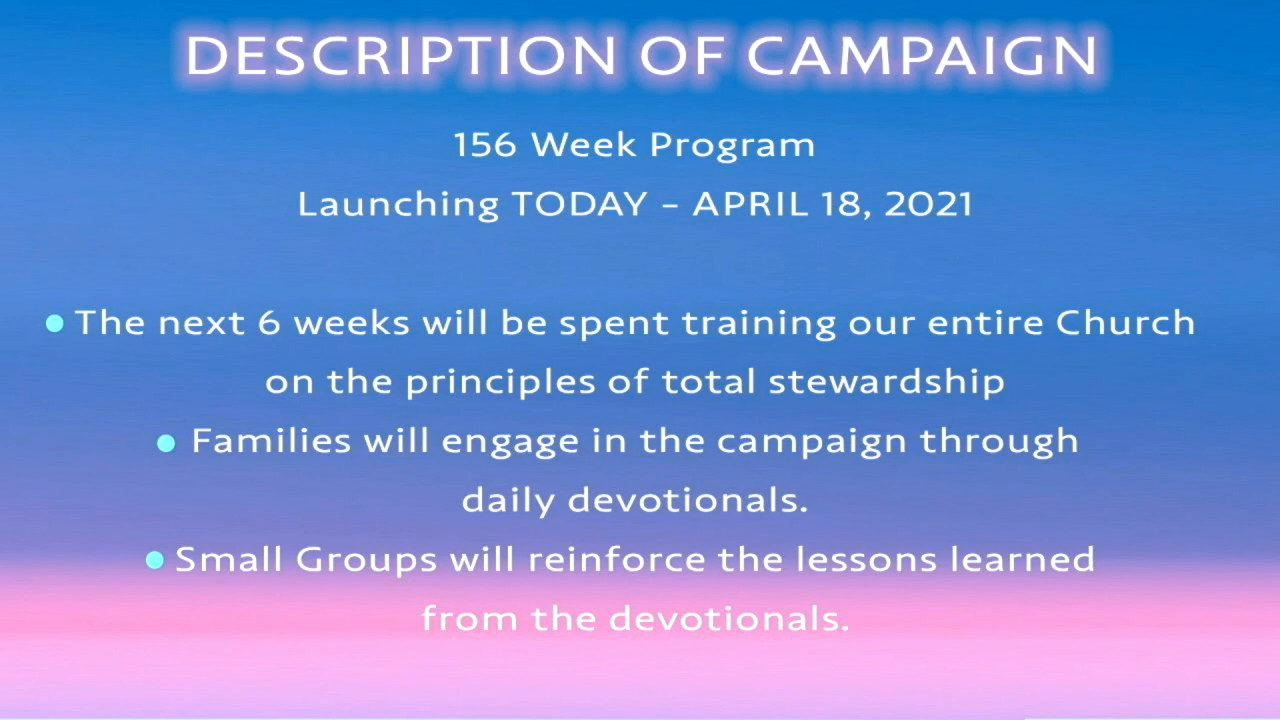 DESCRIPTION OF CAMPAIGN
156 Week Program
Launching TODAY – APRIL 18, 2021
• The next 6 weeks will be spent training our entire Church
on the principles of total stewardship
• Families will engage in the campaign through
daily devotionals.
• Small Groups will reinforce the lessons learned
from the devotionals.